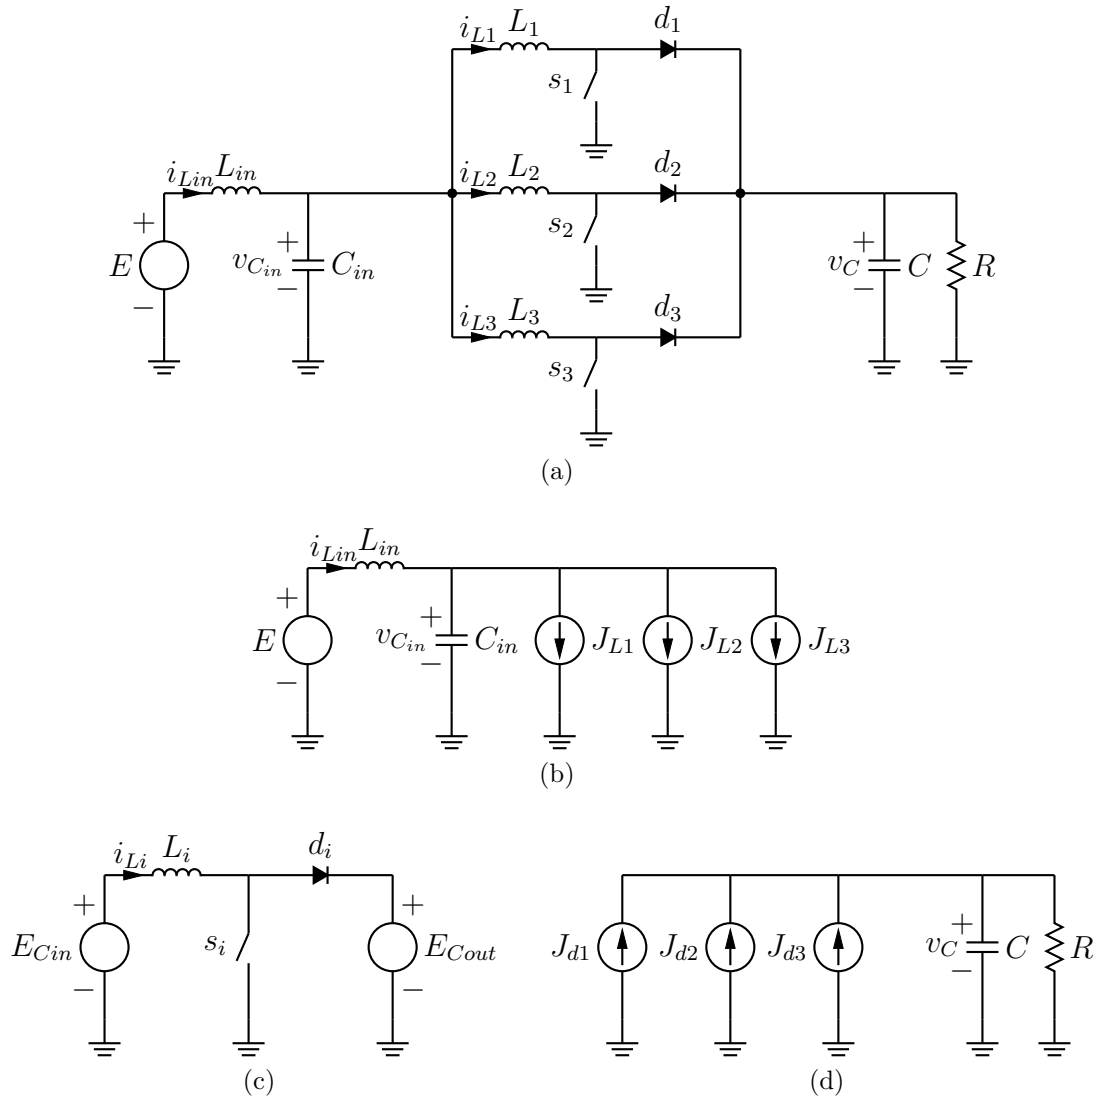 i_{L1} L_1 d_1
s_1
i_{Lin} L_{in} i_{L2} L_2 d_2
s_2
+ + +
E v_{C_{in}} C_{in} v_C C R
− − −
i_{L3} L_3 d_3
s_3
(a)
i_{Lin} L_{in}
+ +
E v_{C_{in}} C_{in} J_{L1} J_{L2} J_{L3}
− −
(b)
i_{Li} L_i d_i
+ +
E_{Cin} s_i E_{Cout}
− −
(c)
+
J_{d1} J_{d2} J_{d3} v_C C R
−
(d)